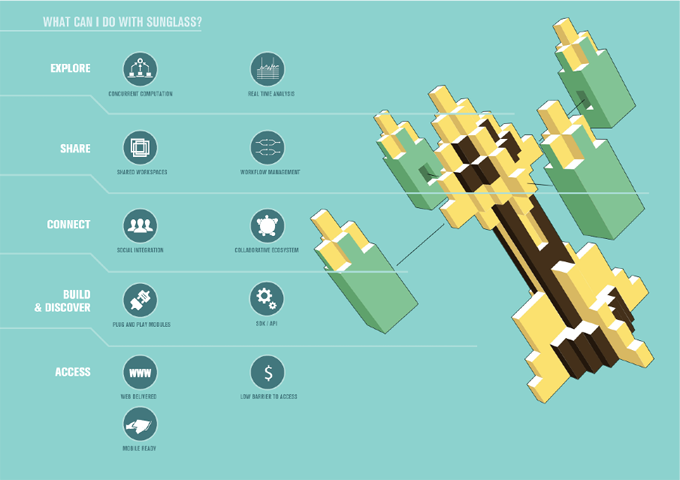 WHAT CAN I DO WITH SUNGLASS?
EXPLORE
CONCURRENT COMPUTATION
REAL TIME ANALYSIS
SHARE
SHARED WORKSPACES
WORKFLOW MANAGEMENT
CONNECT
SOCIAL INTEGRATION
COLLABORATIVE ECOSYSTEM
BUILD
& DISCOVER
PLUG AND PLAY MODULES
SDK / API
ACCESS
WWW
WEB DELIVERED
$
LOW BARRIER TO ACCESS
MOBILE READY